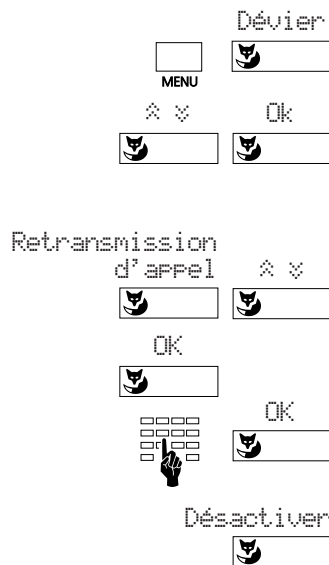 Dévier
MENU
Ok
Retransmission
d'appel
OK
OK
Désactiver